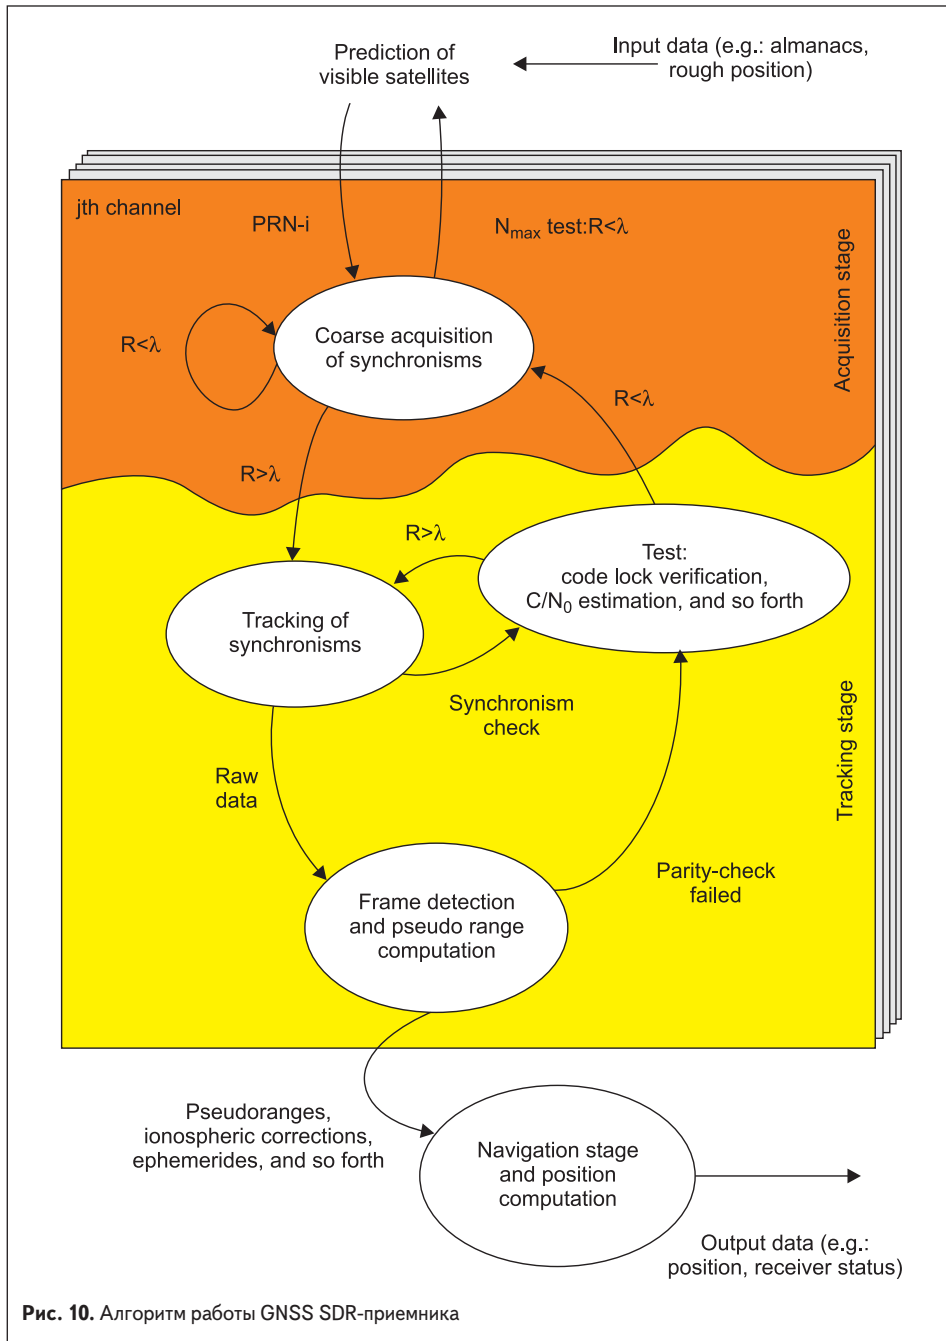 Prediction of
visible satellites
Input data (e.g.: almanacs,
rough position)
jth channel
PRN-i
Nmax test:R<λ
Acquisition stage
Coarse acquisition
of synchronisms
R<λ
R<λ
R>λ
R>λ
Test:
code lock verification,
C/N0 estimation, and so forth
Tracking of
synchronisms
Synchronism
check
Tracking stage
Raw
data
Parity-check
failed
Frame detection
and pseudo range
computation
Pseudoranges,
ionospheric corrections,
ephemerides, and so forth
Navigation stage
and position
computation
Output data (e.g.:
position, receiver status)
Рис. 10. Алгоритм работы GNSS SDR-приемника